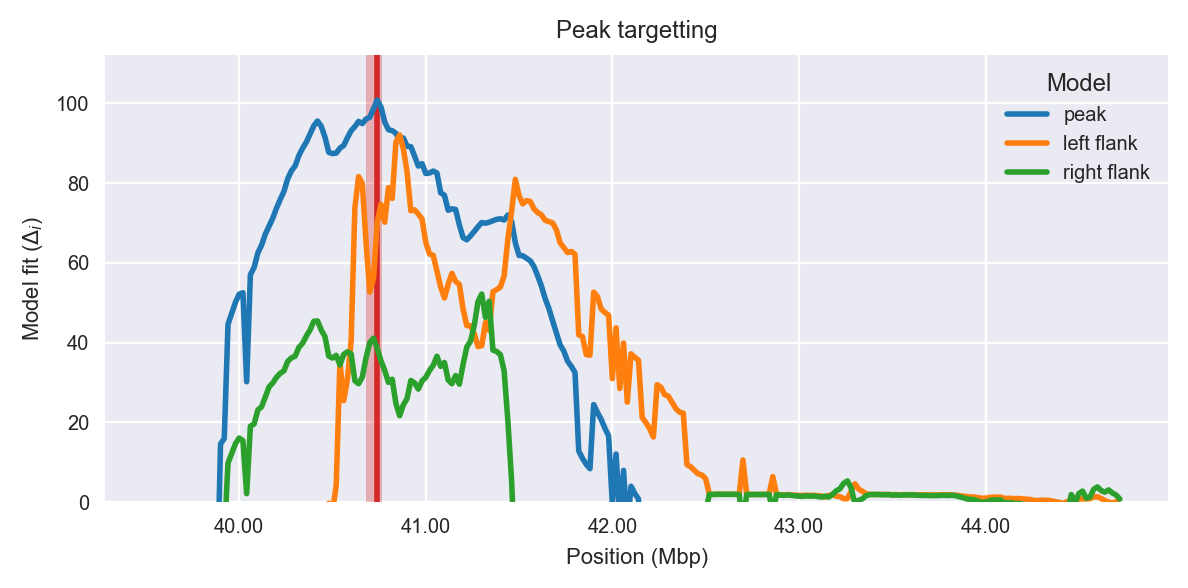 Peak targetting
Model
peak
left flank
right flank
Model fit (Δi)
100
80
60
40
20
0
40.00 41.00 42.00 43.00 44.00
Position (Mbp)